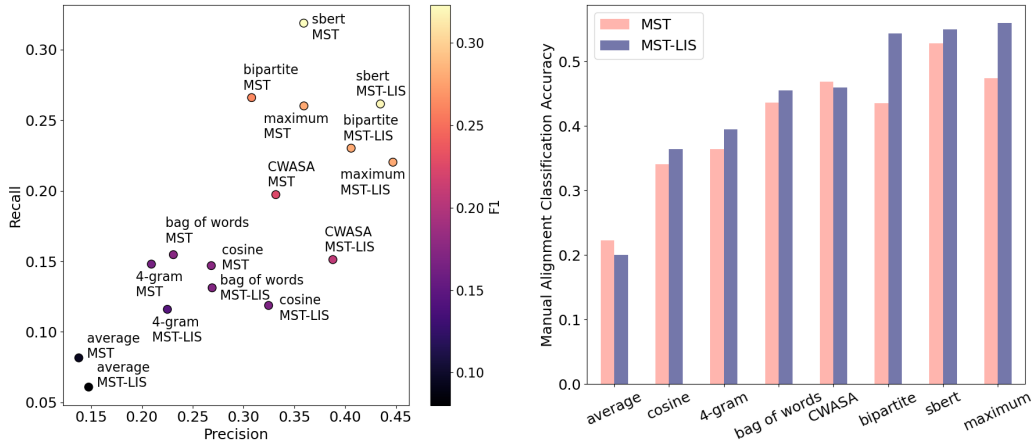 sbert
MST
bipartite
MST
maximum
MST
sbert
MST-LIS
bipartite
MST-LIS
maximum
MST-LIS
CWASA
MST
CWASA
MST-LIS
bag of words
MST
4-gram
MST
cosine
MST
bag of words
MST-LIS
4-gram
MST-LIS
cosine
MST-LIS
average
MST
average
MST-LIS
0.30
0.25
0.20
0.15
0.10
0.05
Recall
0.15
0.20
0.25
0.30
0.35
0.40
0.45
Precision
0.30
0.25
0.20
0.15
0.10
F1
MST
MST-LIS
Manual Alignment Classification Accuracy
0.5
0.4
0.3
0.2
0.1
0.0
average
cosine
4-gram
bag of words
CWASA
bipartite
sbert
maximum